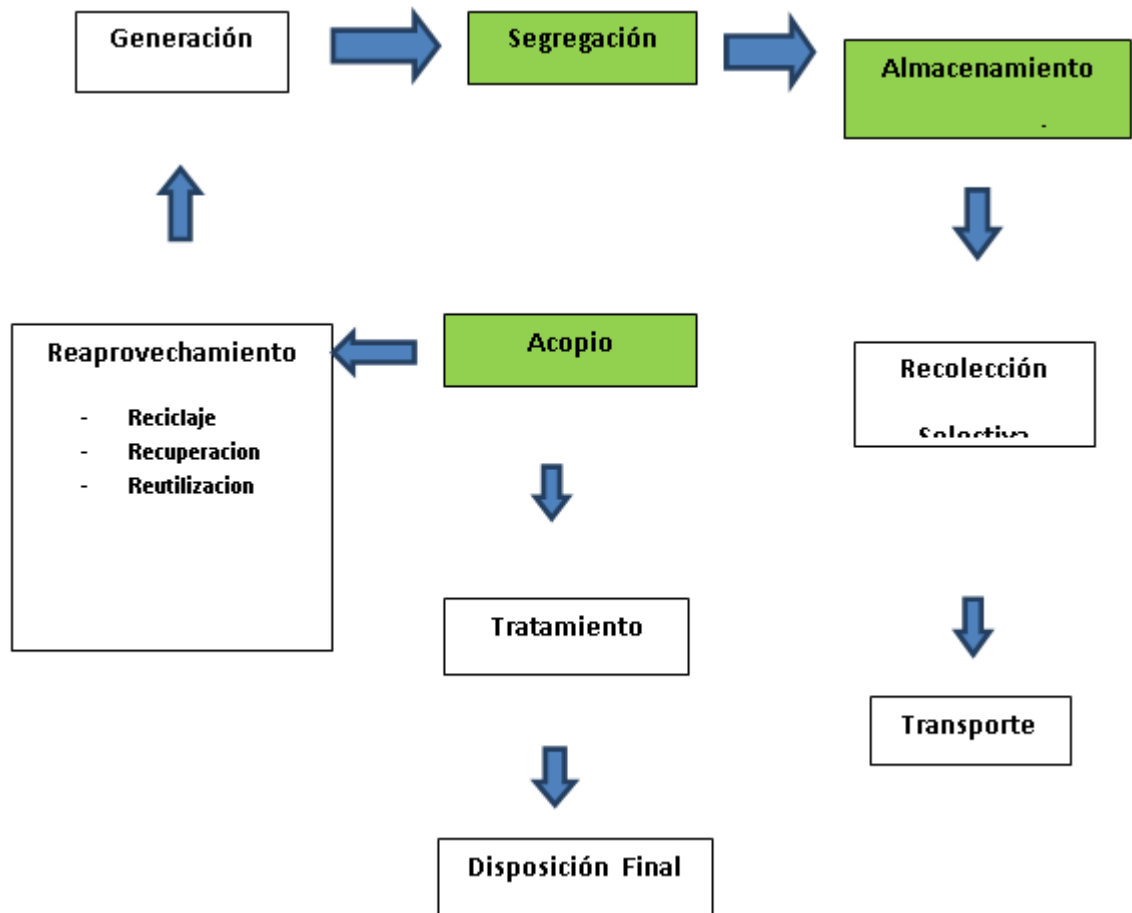 Generación
Segregación
Almacenamiento
Reaprovechamiento
- Reciclaje
- Recuperacion
- Reutilizacion
Acopio
Recolección
Tratamiento
Transporte
Disposición Final